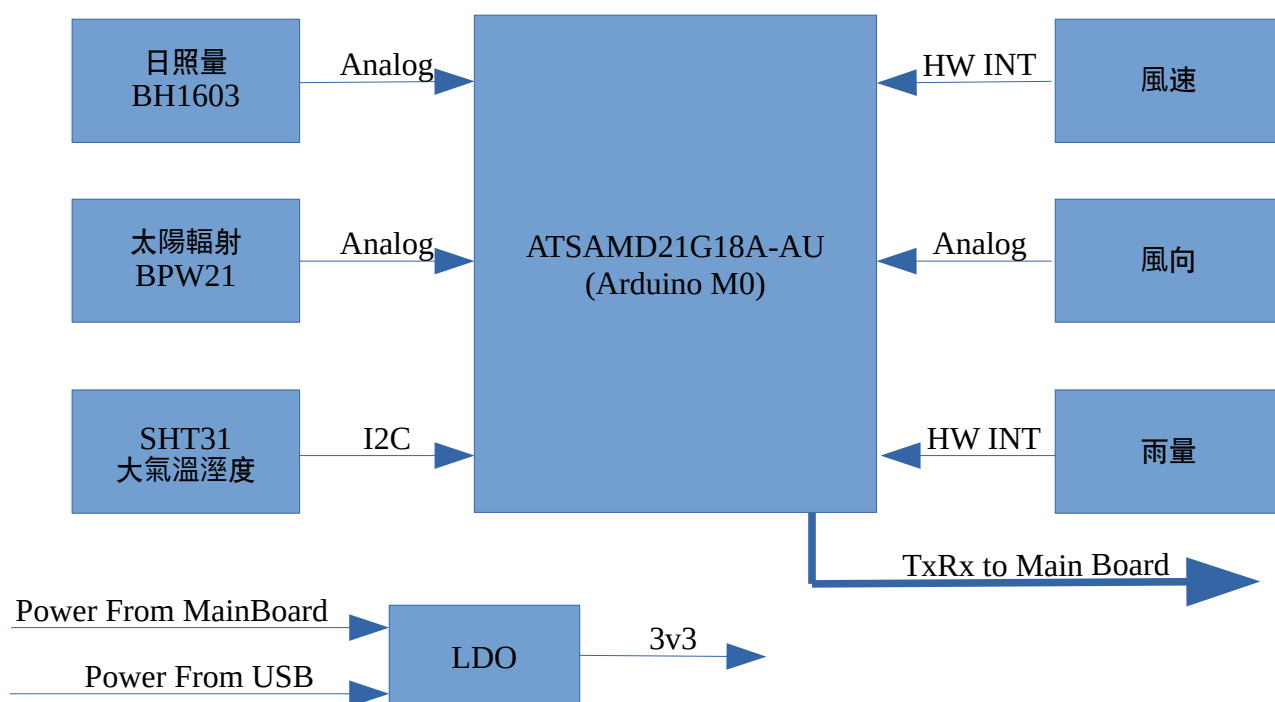 日照量
BH1603
Analog
太陽輻射
BPW21
Analog
SHT31
大氣溫溼度
I2C
ATSAMD21G18A-AU
(Arduino M0)
HW INT
風速
Analog
風向
HW INT
雨量
TxRx to Main Board
Power From MainBoard
Power From USB
LDO
3v3